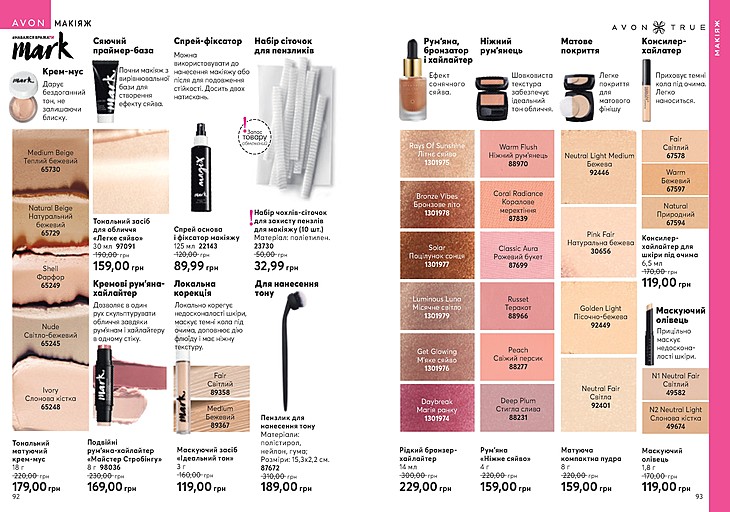 AVON МАКІЯЖ
#НАВАЖСЯВРАЖАТИ
mark.
Крем-мус
Дарує
бездоганний
тон, не
залишаючи
блиску.
Medium Beige
Теплий бежевий
65730
Natural Beige
Натуральний
бежевий
65729
Shell
Фарфор
65249
Nude
Світло-бежевий
65245
Ivory
Слонова кістка
65248
Тональний
матуючий
крем-мус
18 г
220,00 грн
179,00 грн
92
Сяючий
праймер-база
Почни макіяж з
вирівнювальної
бази для
створення
ефекту сяйва.
Тональний засіб
для обличчя
«Легке сяйво»
30 мл 97091
190,00 грн
159,00 грн
Кремові рум'яна-
хайлайтер
Дозволяє в один
рух скульптурувати
обличчя завдяки
рум'янам і хайлайтеру
в одному стіку.
mark.
Подвійні
рум'яна-хайлайтер
«Майстер Стробінгу»
8 г 98036
230,00 грн
169,00 грн
Спрей-фіксатор
Можна
використовувати до
нанесення макіяжу або
після для подовження
стійкості. Досить двох
натискань.
magix
Спрей основа
і фіксатор макіяжу
125 мл 22143
120,00 грн
89,99 грн
Локальна
корекція
Локально корегує
недосконалості шкіри,
маскує темні кола під
очима, доповнює дію
флюїду і має ніжну
текстуру.
mark.
Fair
Світлий
89358
Medium
Бежевий
89367
Маскуючий засіб
«Ідеальний тон»
3 г
160,00 грн
119,00 грн
Набір сіточок
для пензликів
! Запас
товару
обмежений
! Набір чохлів-сіточок
для захисту пензлів
для макіяжу (10 шт.)
Матеріал: поліетилен.
23730
50,00 грн
32,99 грн
Для нанесення
тону
Пензлик для
нанесення тону
Матеріали:
полістирол,
нейлон, гума;
Розміри: 15,3x2,2 см.
87672
310,00 грн
189,00 грн
AVON TRUE
МАКІЯЖ
Рум'яна,
бронзатор
і хайлайтер
Ефект
сонячного
сяйва.
Rays Of Sunshine
Літнє сяйво
1301975
Bronze Vibes
Бронзове літо
1301978
Solar
Поцілунок сонця
1301977
Luminous Luna
Місячне світло
1301979
Get Glowing
М'яке сяйво
1301976
Daybreak
Магія ранку
1301974
Рідкий бронзер-
хайлайтер
14 мл
300,00 грн
229,00 грн
Ніжний
рум'янець
Шовковиста
текстура
забезпечує
ідеальний
тон обличчя.
Warm Flush
Ніжний рум'янець
88970
Coral Radiance
Коралове
мерехтіння
87839
Classic Aura
Рожевий букет
87699
Russet
Теракот
88966
Peach
Свіжий персик
88277
Deep Plum
Стигла слива
88231
Рум'яна
«Ніжне сяйво»
4 г
220,00 грн
159,00 грн
Матове
покриття
Легке
покриття
для
матового
фінішу
Neutral Light Medium
Бежева
92446
Pink Fair
Натуральна бежева
30656
Golden Light
Пісочно-бежева
92449
Neutral Fair
Світла
92401
Матуюча
компактна пудра
8 г
220,00 грн
159,00 грн
Консилер-
хайлатер
Приховує темні
кола під очима.
Легко
наноситься.
Fair
Світлий
67578
Warm
Бежевий
67597
Natural
Природний
67594
Консилер-
хайлайтер для
шкіри під очима
6,5 мл
170,00 грн
119,00 грн
Маскуючий
олівець
Прицільно
маскує
недоскона-
лості шкіри.
N1 Neutral Fair
Світлий
49582
N2 Neutral Light
Слонова кістка
49674
Маскуючий
олівець
1,8 г
170,00 грн
119,00 грн
93